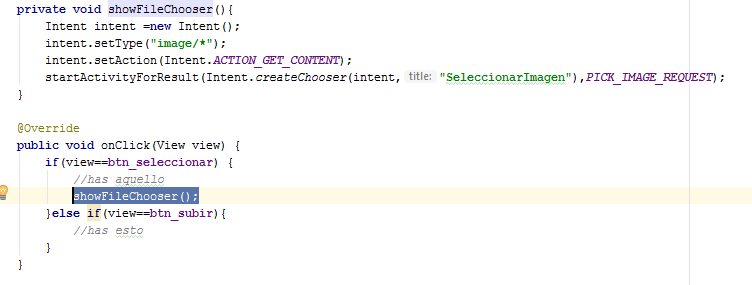 private void showFileChooser(){
Intent intent =new Intent();
intent.setType("image/*");
intent.setAction(Intent.ACTION_GET_CONTENT);
startActivityForResult(Intent.createChooser(intent, title: "SeleccionarImagen"),PICK_IMAGE_REQUEST);
}
@Override
public void onClick(View view) {
if(view==btn_seleccionar) {
//has aquello
showFileChooser();
}else if(view==btn_subir){
//has esto
}
}